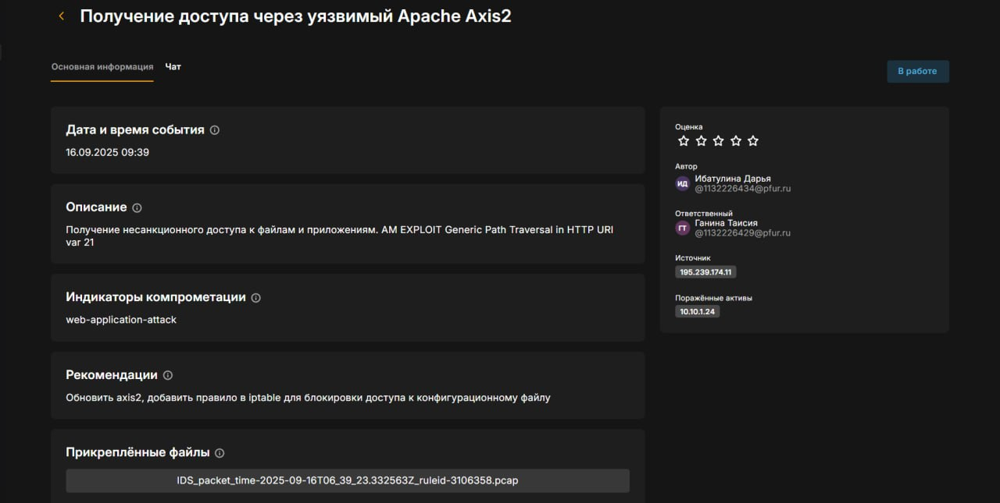 Получение доступа через уязвимый Apache Axis2
Основная информация
Чат
В работе
Дата и время события
16.09.2025 09:39
Описание
Получение несанкционного доступа к файлам и приложениям. AM EXPLOIT Generic Path Traversal in HTTP URI
var 21
Индикаторы компрометации
web-application-attack
Рекомендации
Обновить axis2, добавить правило в iptable для блокировки доступа к конфигурационному файлу
Прикреплённые файлы
IDS_packet_time-2025-09-16T06_39_23.332563Z_ruleid-3106358.pcap
Оценка
Автор
ИД
Ибатулина Дарья
@1132226434@pfur.ru
Ответственный
ГТ
Ганина Таисия
@1132226429@pfur.ru
Источник
195.239.174.11
Поражённые активы
10.10.1.24